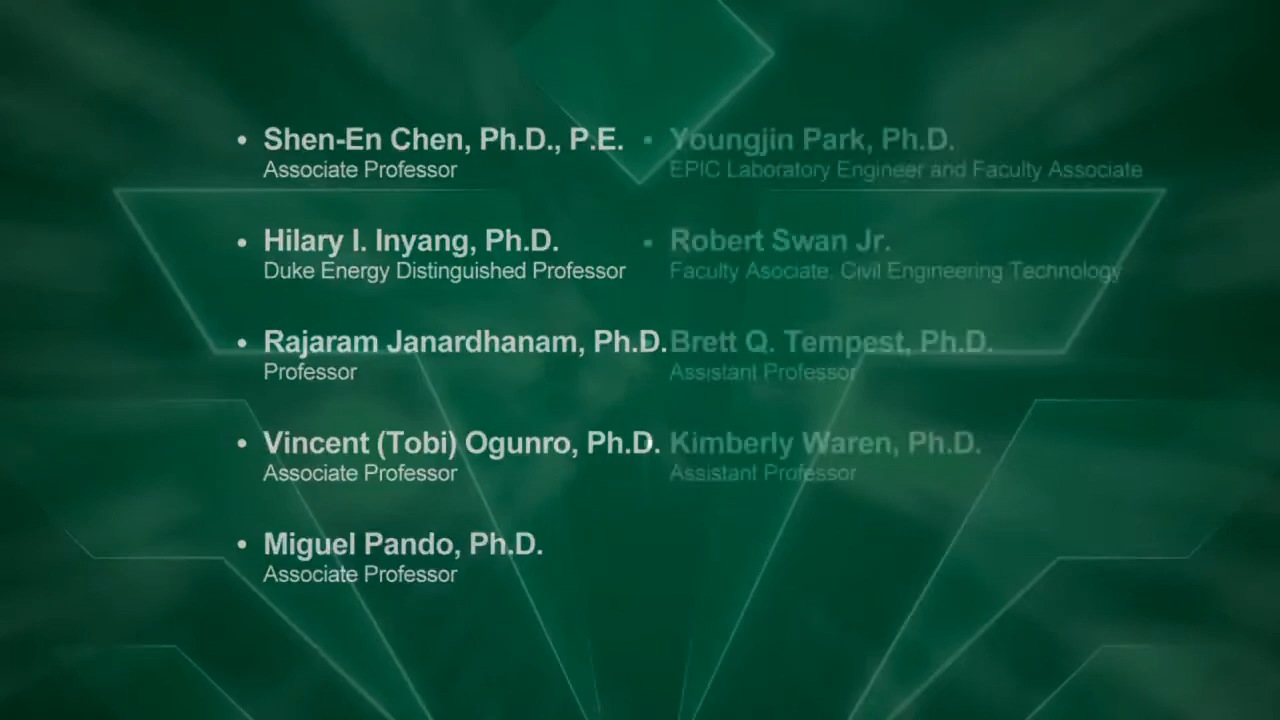 • Shen-En Chen, Ph.D., P.E.
Associate Professor
• Hilary I. Inyang, Ph.D.
Duke Energy Distinguished Professor
• Rajaram Janardhanam, Ph.D.
Professor
• Vincent (Tobi) Ogunro, Ph.D.
Associate Professor
• Miguel Pando, Ph.D.
Associate Professor
• Youngjin Park, Ph.D.
EPIC Laboratory Engineer and Faculty Associate
• Robert Swan Jr.
Faculty Asociate, Civil Engineering Technology
Brett Q. Tempest, Ph.D.
Assistant Professor
Kimberly Waren, Ph.D.
Assistant Professor